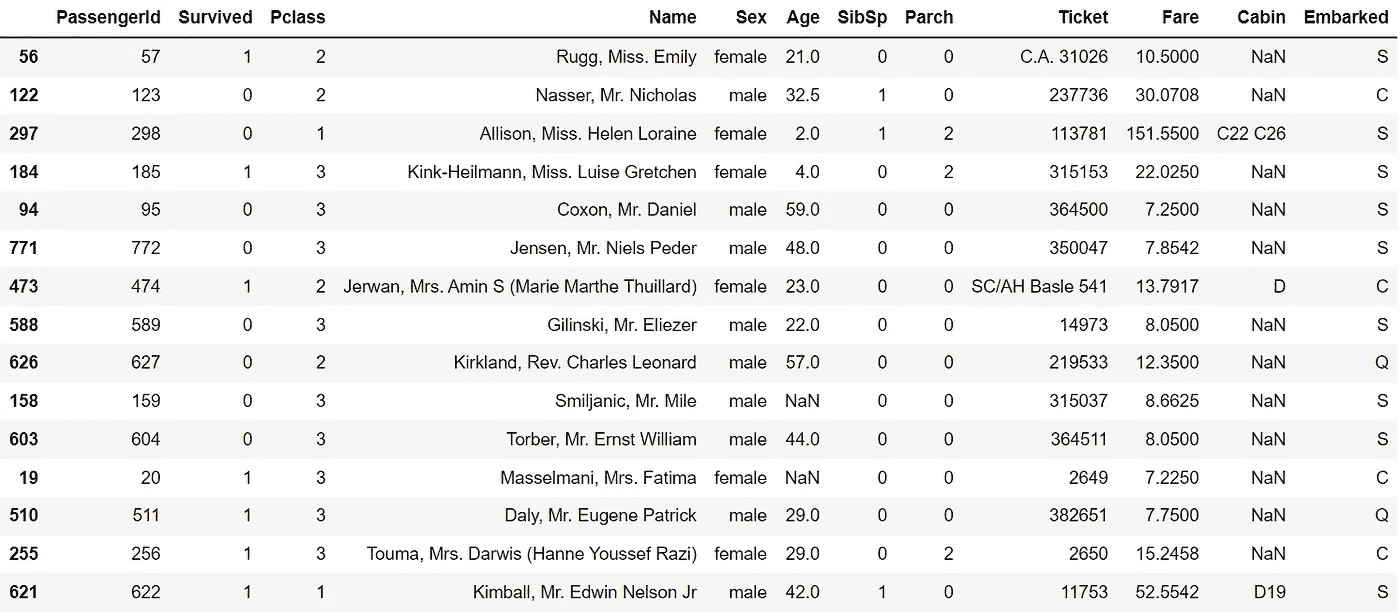 PassengerId Survived Pclass Name Sex Age SibSp Parch Ticket Fare Cabin Embarked
56 57 1 2 Rugg, Miss. Emily female 21.0 0 0 C.A. 31026 10.5000 NaN S
122 123 0 2 Nasser, Mr. Nicholas male 32.5 1 0 237736 30.0708 NaN C
297 298 0 1 Allison, Miss. Helen Loraine female 2.0 1 2 113781 151.5500 C22 C26 S
184 185 1 3 Kink-Heilmann, Miss. Luise Gretchen female 4.0 0 2 315153 22.0250 NaN S
94 95 0 3 Coxon, Mr. Daniel male 59.0 0 0 364500 7.2500 NaN S
771 772 0 3 Jensen, Mr. Niels Peder male 48.0 0 0 350047 7.8542 NaN S
473 474 1 2 Jerwan, Mrs. Amin S (Marie Marthe Thuillard) female 23.0 0 0 SC/AH Basle 541 13.7917 D C
588 589 0 3 Gilinski, Mr. Eliezer male 22.0 0 0 14973 8.0500 NaN S
626 627 0 2 Kirkland, Rev. Charles Leonard male 57.0 0 0 219533 12.3500 NaN Q
158 159 0 3 Smiljanic, Mr. Mile male NaN 0 0 315037 8.6625 NaN S
603 604 0 3 Torber, Mr. Ernst William male 44.0 0 0 364511 8.0500 NaN S
19 20 1 3 Masselmani, Mrs. Fatima female NaN 0 0 2649 7.2250 NaN C
510 511 1 3 Daly, Mr. Eugene Patrick male 29.0 0 0 382651 7.7500 NaN Q
255 256 1 3 Touma, Mrs. Darwis (Hanne Youssef Razi) female 29.0 0 2 2650 15.2458 NaN C
621 622 1 1 Kimball, Mr. Edwin Nelson Jr male 42.0 1 0 11753 52.5542 D19 S